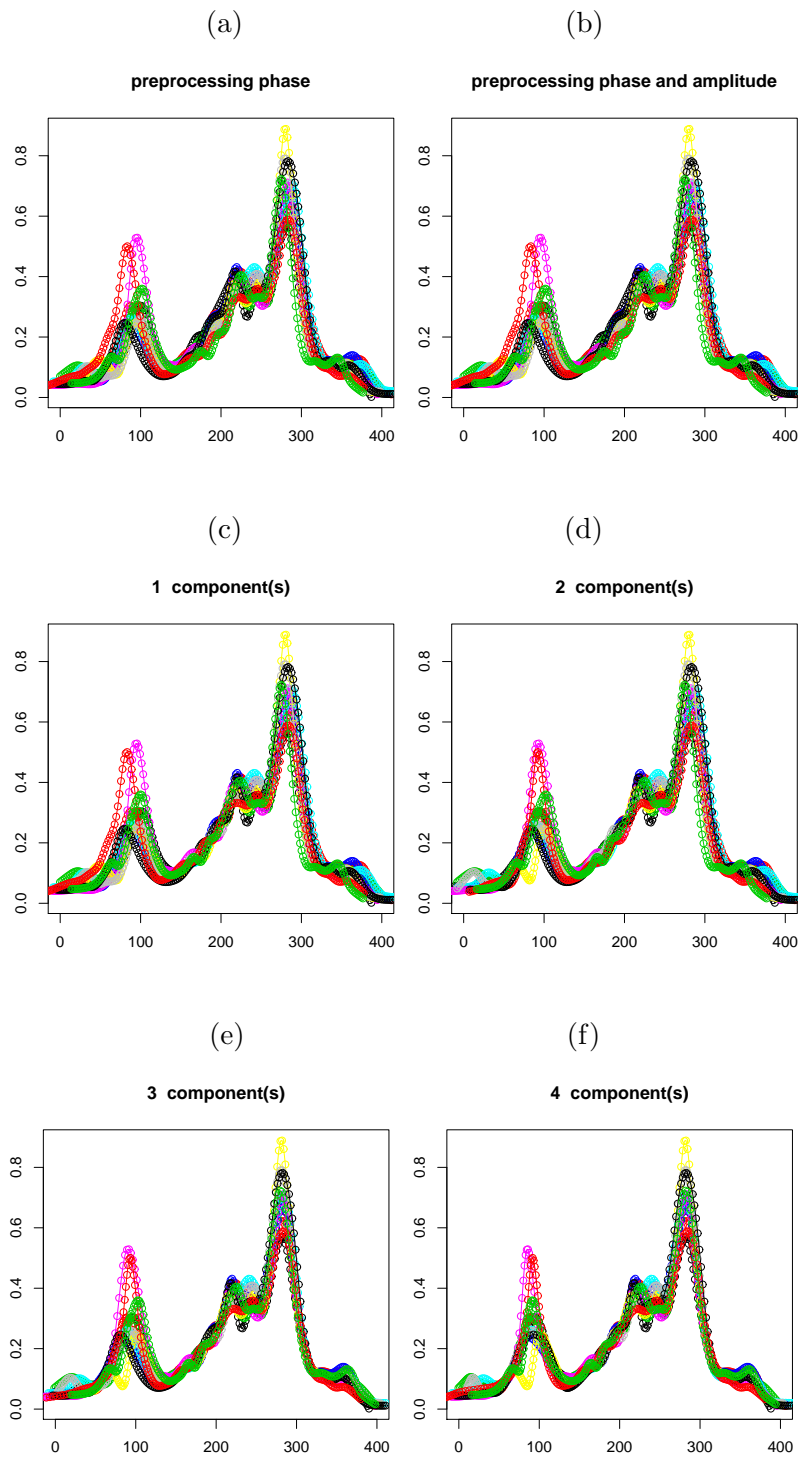 (a)
(b)
preprocessing phase
preprocessing phase and amplitude
0.0 0.2 0.4 0.6 0.8
0 100 200 300 400
0.0 0.2 0.4 0.6 0.8
0 100 200 300 400
(c)
(d)
1 component(s)
2 component(s)
0.0 0.2 0.4 0.6 0.8
0 100 200 300 400
0.0 0.2 0.4 0.6 0.8
0 100 200 300 400
(e)
(f)
3 component(s)
4 component(s)
0.0 0.2 0.4 0.6 0.8
0 100 200 300 400
0.0 0.2 0.4 0.6 0.8
0 100 200 300 400